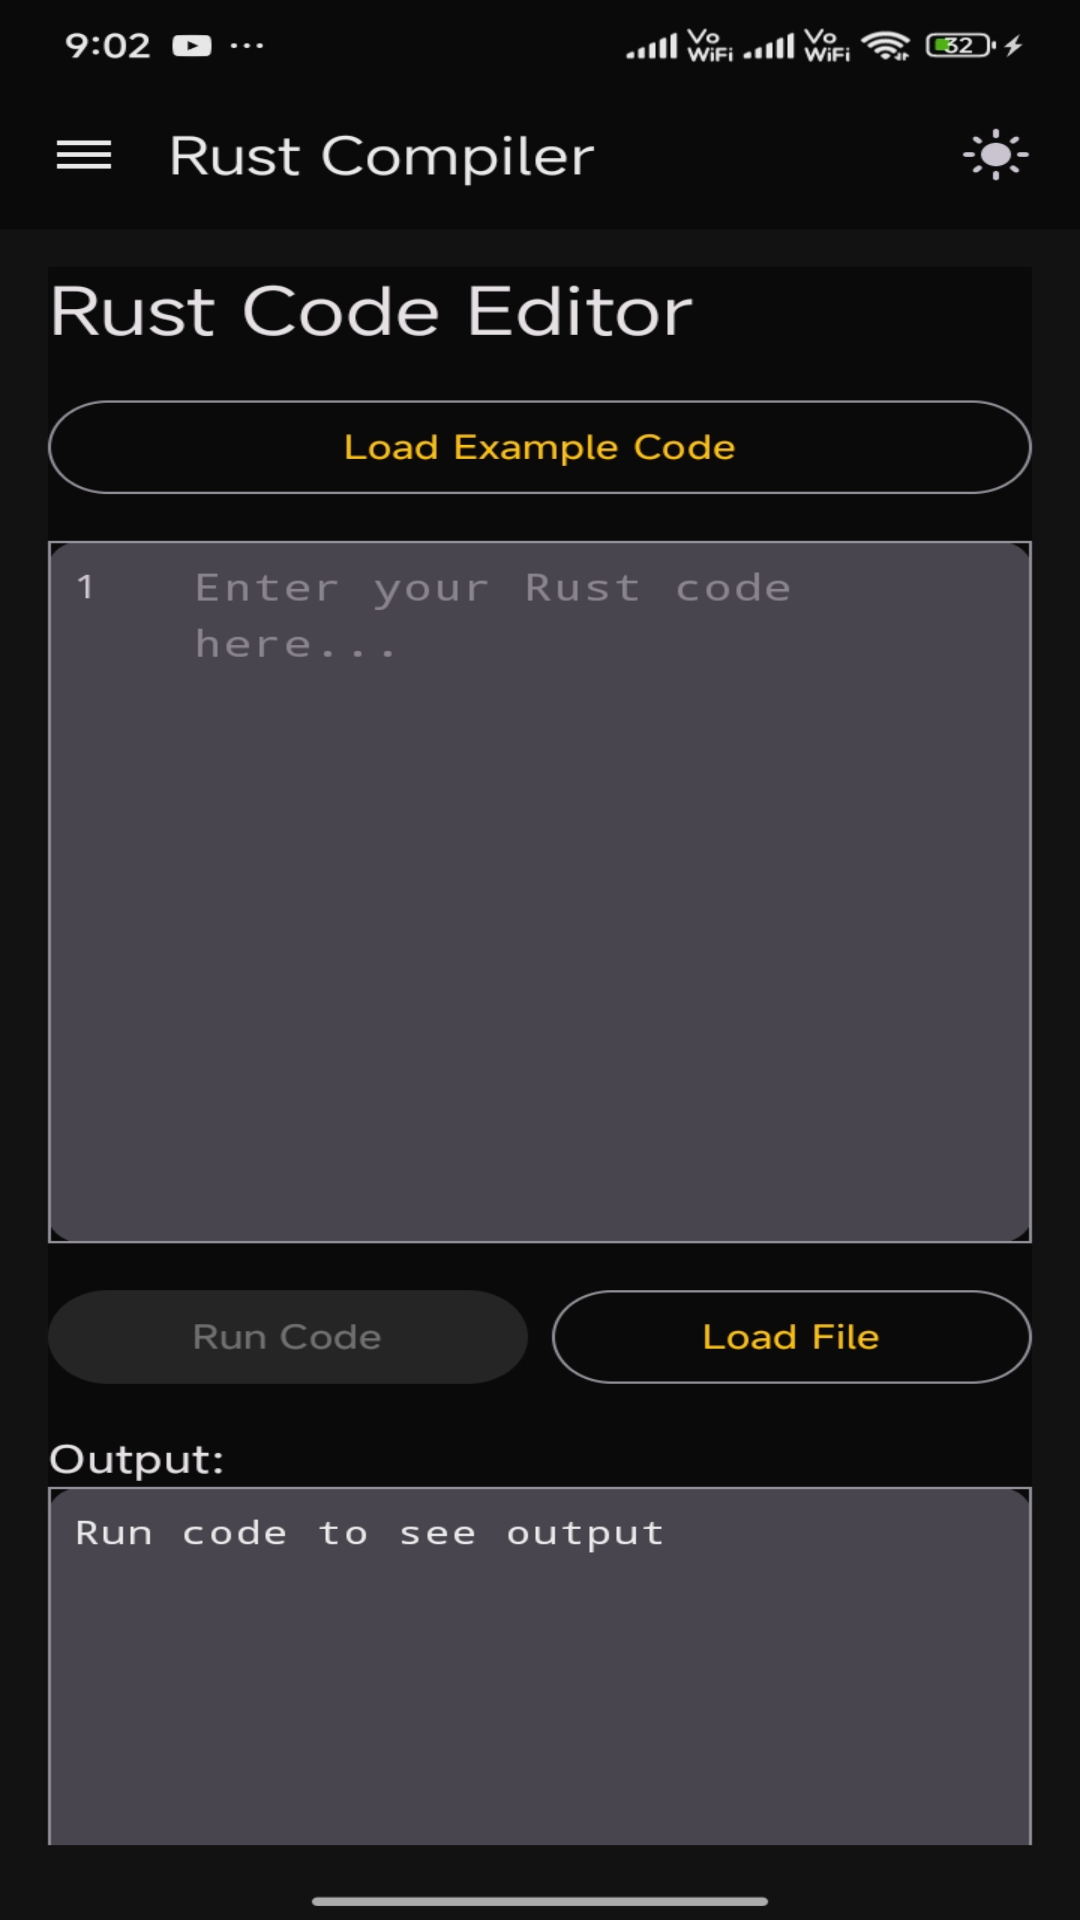 9:02 ... Vo WiFi Vo WiFi 32
Rust Compiler
Rust Code Editor
Load Example Code
1 Enter your Rust code
here...
Run Code Load File
Output:
Run code to see output